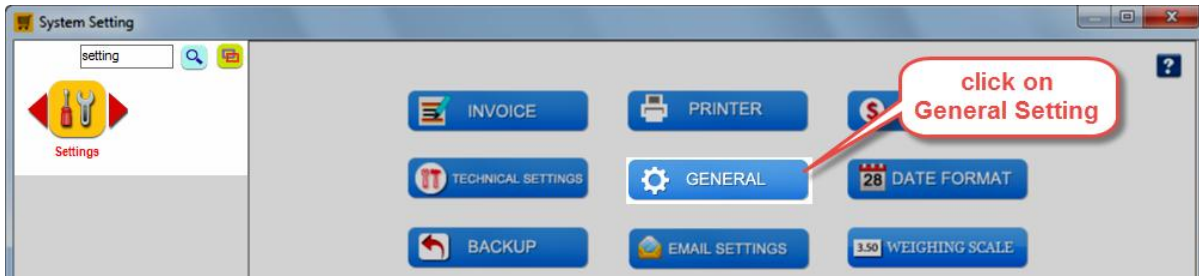 System Setting
setting
?
Settings
click on
General Setting
INVOICE
PRINTER
$
TECHNICAL SETTINGS
GENERAL
28 DATE FORMAT
BACKUP
EMAIL SETTINGS
3.50 WEIGHING SCALE